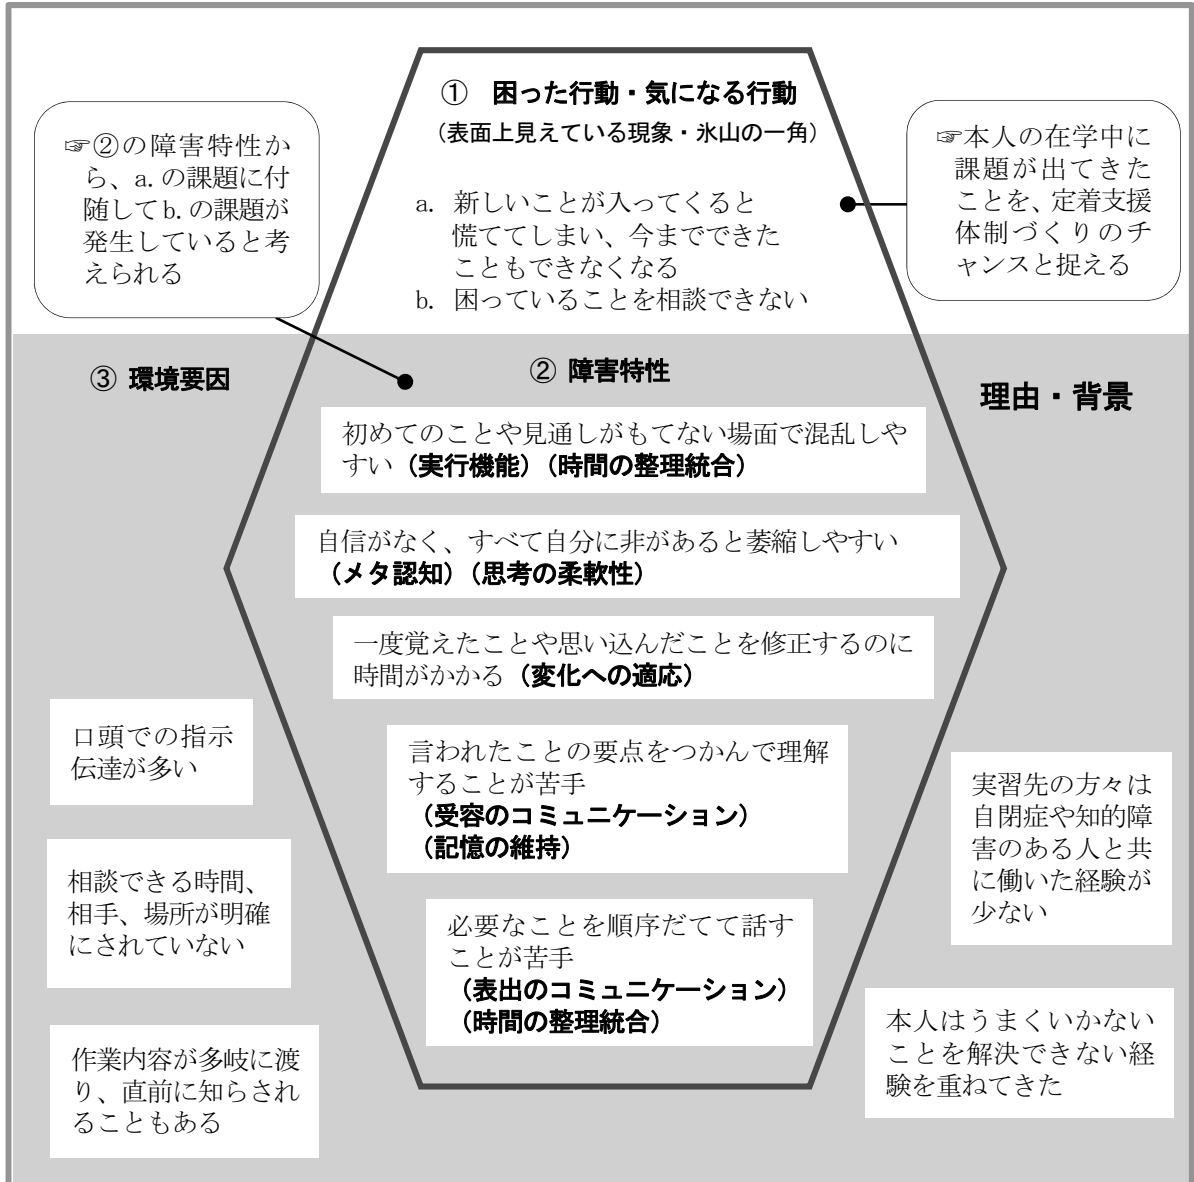 ① 困った行動・気になる行動
（表面上見えている現象・氷山の一角）
☞②の障害特性か
ら、a.の課題に付
随してb.の課題が
発生していると考
えられる
a. 新しいことが入ってくると
慌ててしまい、今までできた
こともできなくなる
b. 困っていることを相談できない
☞本人の在学中に
課題が出てきた
ことを、定着支援
体制づくりのチ
ャンスと捉える
③ 環境要因
② 障害特性
理由・背景
初めてのことや見通しがもてない場面で混乱しや
すい（実行機能）（時間の整理統合）
自信がなく、すべて自分に非があると萎縮しやすい
（メタ認知）（思考の柔軟性）
一度覚えたことや思い込んだことを修正するのに
時間がかかる（変化への適応）
言われたことの要点をつかんで理解
することが苦手
（受容のコミュニケーション）
（記憶の維持）
必要なことを順序だてて話す
ことが苦手
（表出のコミュニケーション）
（時間の整理統合）
口頭での指示
伝達が多い
相談できる時間、
相手、場所が明確
にされていない
作業内容が多岐に渡
り、直前に知らされ
ることもある
実習先の方々は
自閉症や知的障
害のある人と共
に働いた経験が
少ない
本人はうまくいかない
ことを解決できない経
験を重ねてきた